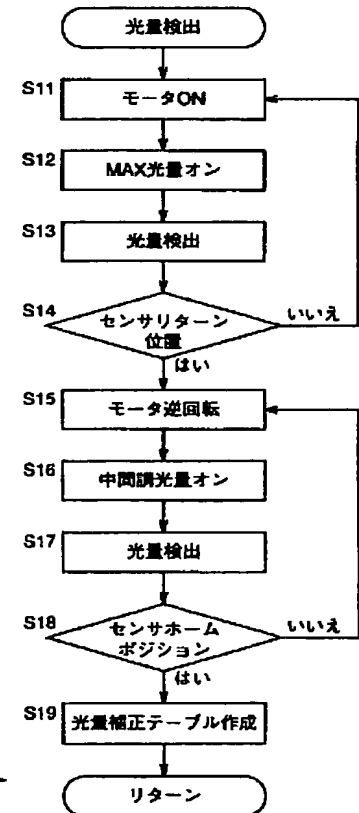 光量検出
S11
モータON
S12
MAX光量オン
S13
光量検出
S14
センサリターン
位置
いいえ
はい
S15
モータ逆回転
S16
中間調光量オン
S17
光量検出
S18
センサホーム
ポジション
いいえ
はい
S19
光量補正テーブル作成
リターン